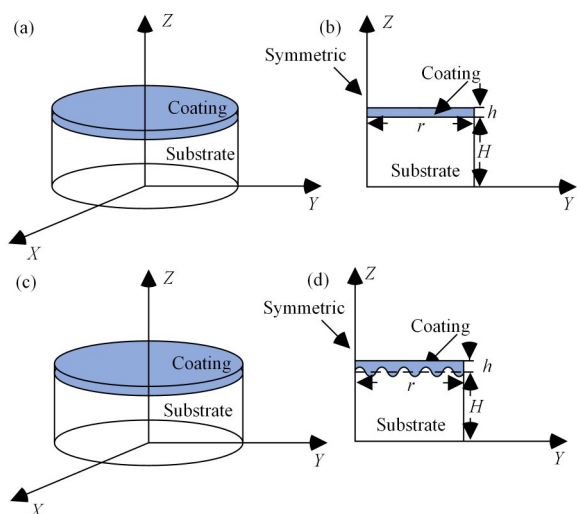 (a)
Z
Coating
Substrate
Y
X
(b)
Z
Symmetric
Coating
h
r
H
Substrate
Y
(c)
Z
Coating
Substrate
Y
X
(d)
Z
Symmetric
Coating
h
r
H
Substrate
Y